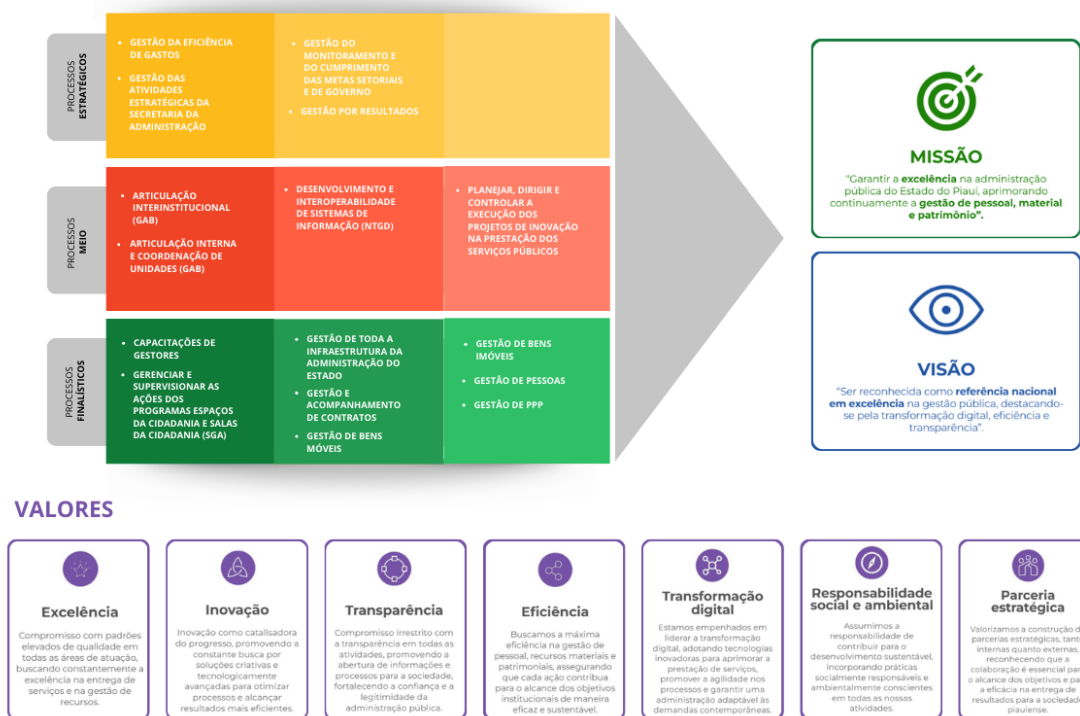 PROCESSOS
ESTRATÉGICOS
• GESTÃO DA EFICIÊNCIA
DE GASTOS
• GESTÃO DAS
ATIVIDADES
ESTRATÉGICAS DA
SECRETARIA DA
ADMINISTRAÇÃO
• GESTÃO DO
MONITORAMENTO E
DO CUMPRIMENTO
DAS METAS SETORIAIS
E DE GOVERNO
• GESTÃO POR RESULTADOS
PROCESSOS
MEIO
• ARTICULAÇÃO
INTERINSTITUCIONAL
(GAB)
• ARTICULAÇÃO INTERNA
E COORDENAÇÃO DE
UNIDADES (GAB)
• DESENVOLVIMENTO E
INTEROPERABILIDADE
DE SISTEMAS DE
INFORMAÇÃO (NTGD)
• PLANEJAR, DIRIGIR E
CONTROLAR A
EXECUÇÃO DOS
PROJETOS DE INOVAÇÃO
NA PRESTAÇÃO DOS
SERVIÇOS PÚBLICOS
PROCESSOS
FINALÍSTICOS
• CAPACITAÇÕES DE
GESTORES
• GERENCIAR E
SUPERVISIONAR AS
AÇÕES DOS
PROGRAMAS ESPAÇOS
DA CIDADANIA E SALAS
DA CIDADANIA (SGA)
• GESTÃO DE TODA A
INFRAESTRUTURA DA
ADMINISTRAÇÃO DO
ESTADO
• GESTÃO E
ACOMPANHAMENTO
DE CONTRATOS
• GESTÃO DE BENS
MÓVEIS
• GESTÃO DE BENS
IMÓVEIS
• GESTÃO DE PESSOAS
• GESTÃO DE PPP
MISSÃO
“Garantir a excelência na administração
pública do Estado do Piauí, aprimorando
continuamente a gestão de pessoal, material
e patrimônio”.
VISÃO
“Ser reconhecida como referência nacional
em excelência na gestão pública, destacando-
se pela transformação digital, eficiência e
transparência”.
VALORES
Excelência
Compromisso com padrões
elevados de qualidade em
todas as áreas de atuação,
buscando constantemente a
excelência na entrega de
serviços e na gestão de
recursos.
Inovação
Inovação como catalisadora
do progresso, promovendo a
constante busca por
soluções criativas e
tecnologicamente
avançadas para otimizar
processos e alcançar
resultados mais eficientes.
Transparência
Compromisso irrestrito com
a transparência em todas as
atividades, promovendo a
abertura de informações e
processos para a sociedade,
fortalecendo a confiança e a
legitimidade da
administração pública.
Eficiência
Buscamos a máxima
eficiência na gestão de
pessoal, recursos materiais e
patrimoniais, assegurando
que cada ação contribua
para o alcance dos objetivos
institucionais de maneira
eficaz e sustentável.
Transformação
digital
Estamos empenhados em
liderar a transformação
digital, adotando tecnologias
inovadoras para aprimorar a
prestação de serviços,
promover a agilidade nos
processos e garantir uma
administração adaptável às
demandas contemporâneas.
Responsabilidade
social e ambiental
Assumimos a
responsabilidade de
contribuir para o
desenvolvimento sustentável,
incorporando práticas
socialmente responsáveis e
ambientalmente conscientes
em todas as nossas
atividades.
Parceria
estratégica
Valorizamos a construção
parcerias estratégicas,
internas quanto externas,
reconhecendo que a
colaboração é essencial
o alcance dos objetivos e
a eficácia na entrega de
resultados para a
piauiense.